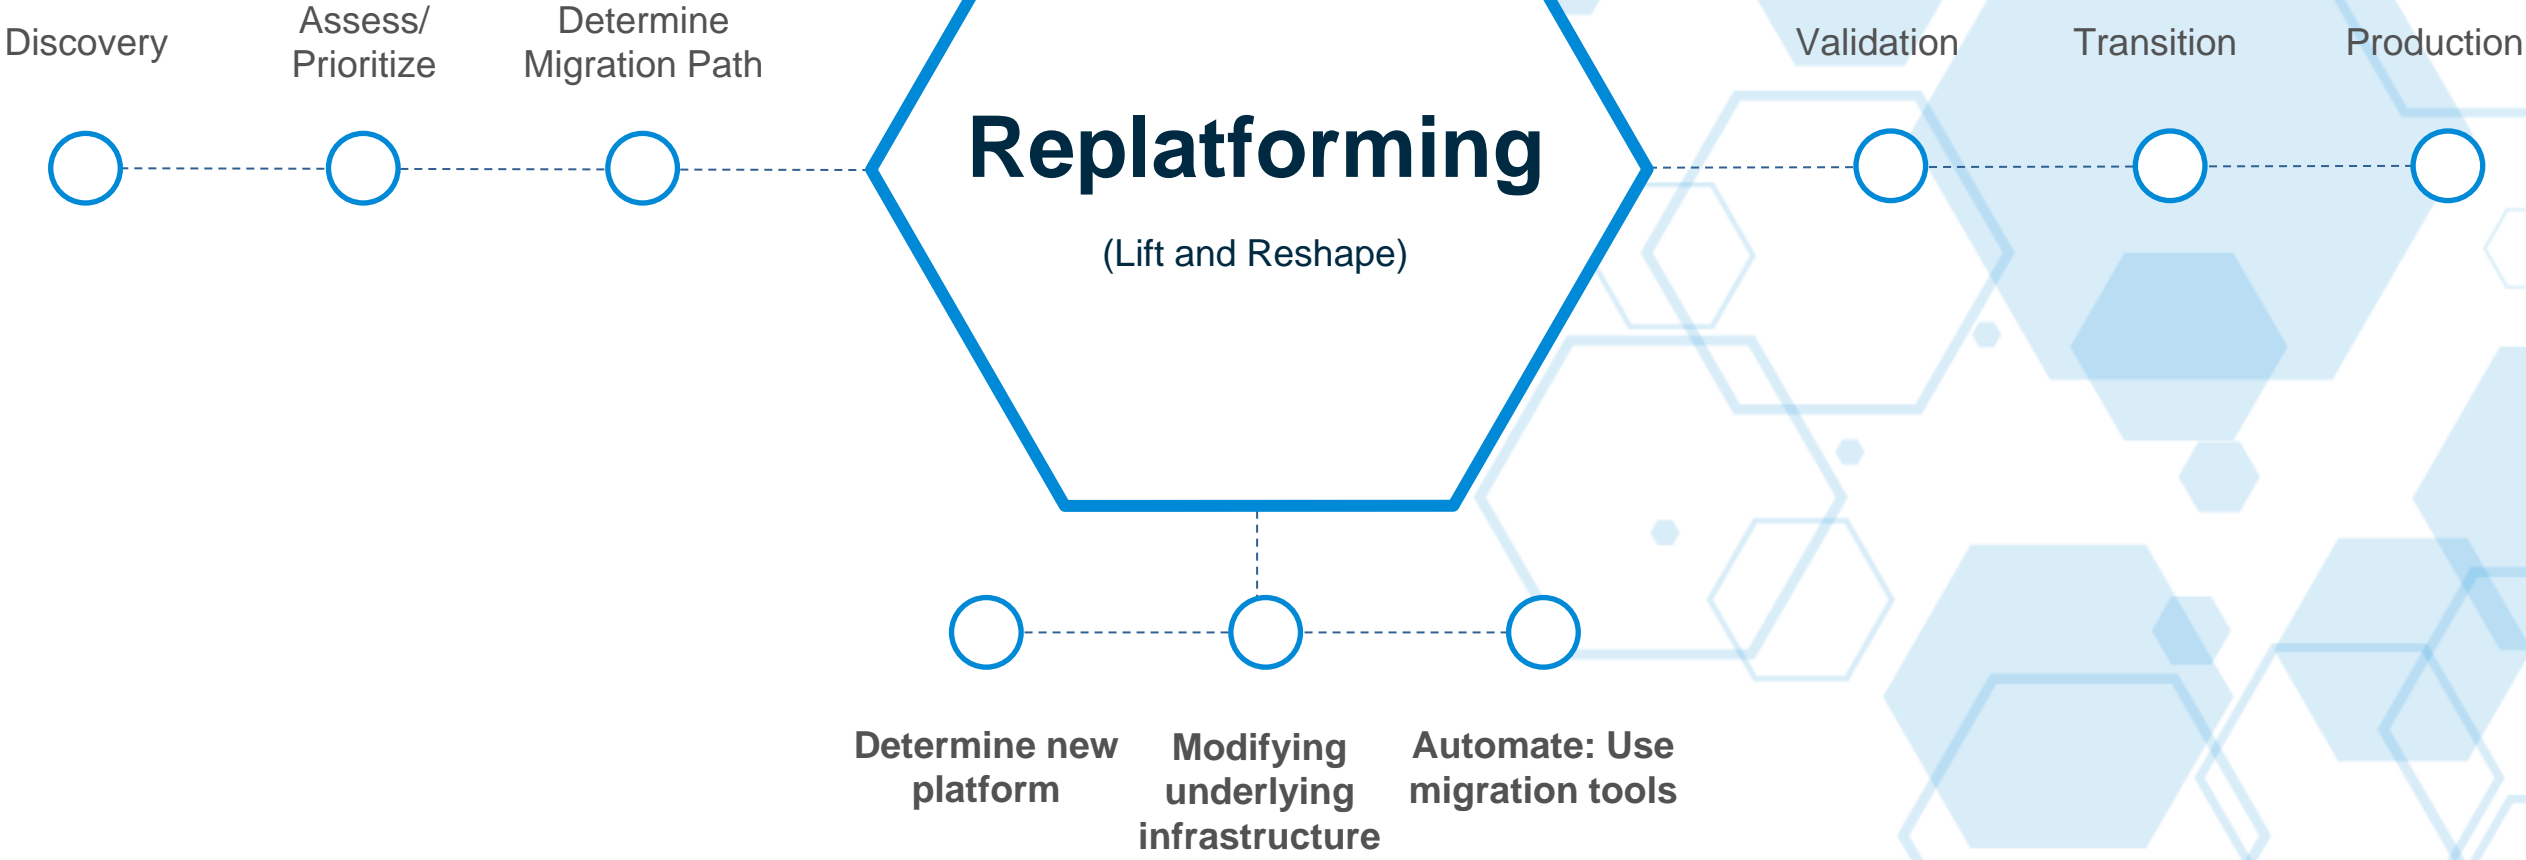 Discovery
Assess/
Prioritize
Determine
Migration Path
Replatforming
(Lift and Reshape)
Validation
Transition
Production
Determine new
platform
Modifying
underlying
infrastructure
Automate: Use
migration tools